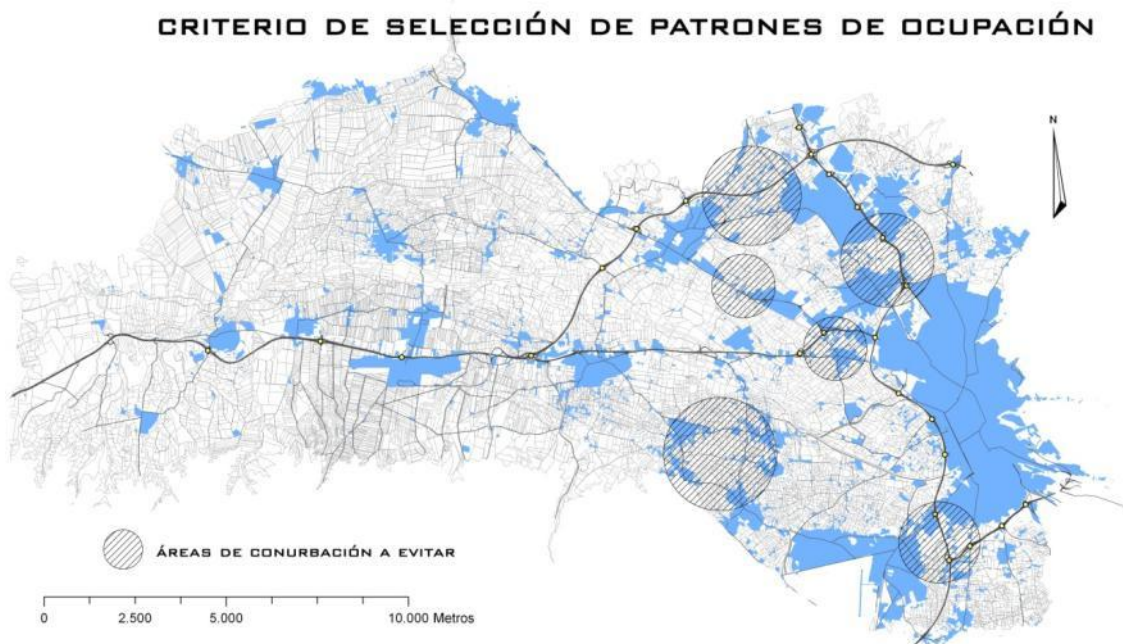 CRITERIO DE SELECCIÓN DE PATRONES DE OCUPACIÓN
N
ÁREAS DE CONURBACIÓN A EVITAR
0 2.500 5.000 10.000 Metros